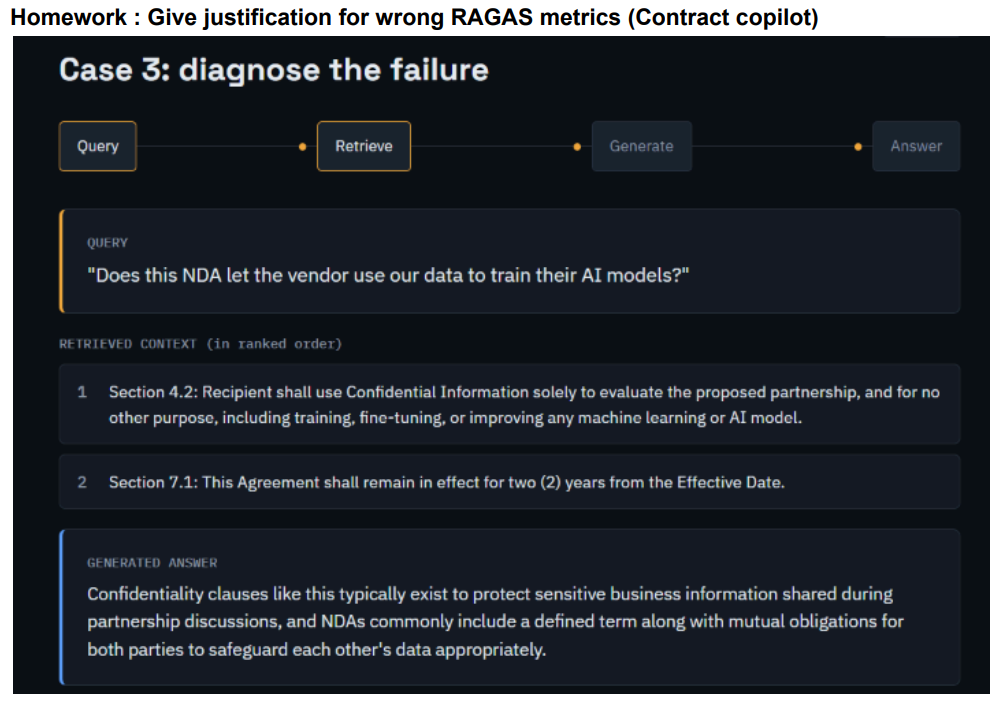 Homework : Give justification for wrong RAGAS metrics (Contract copilot)
Case 3: diagnose the failure
Query
Retrieve
Generate
Answer
QUERY
"Does this NDA let the vendor use our data to train their AI models?"
RETRIEVED CONTEXT (in ranked order)
1 Section 4.2: Recipient shall use Confidential Information solely to evaluate the proposed partnership, and for no
other purpose, including training, fine-tuning, or improving any machine learning or AI model.
2 Section 7.1: This Agreement shall remain in effect for two (2) years from the Effective Date.
GENERATED ANSWER
Confidentiality clauses like this typically exist to protect sensitive business information shared during
partnership discussions, and NDAs commonly include a defined term along with mutual obligations for
both parties to safeguard each other's data appropriately.